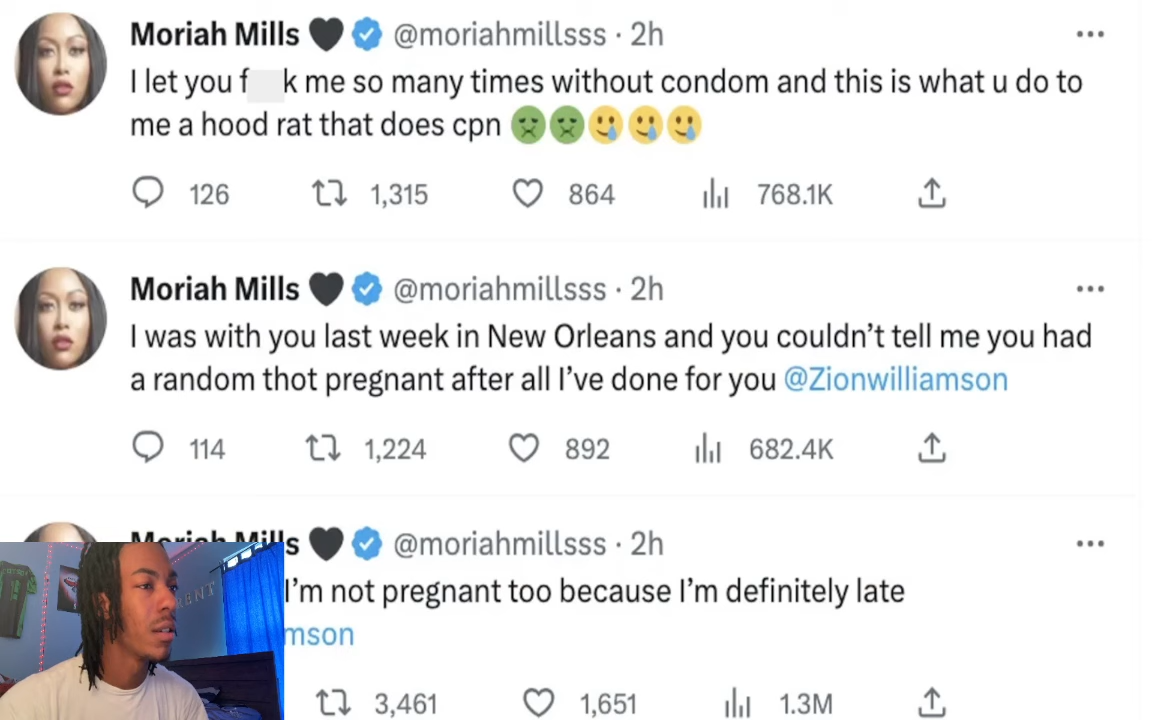 Moriah Mills 🖤 @moriahmillsss · 2h
I let you f k me so many times without condom and this is what u do to
me a hood rat that does cpn 🤢🤢🥲🥲🥲
126 1,315 864 768.1K
Moriah Mills 🖤 @moriahmillsss · 2h
I was with you last week in New Orleans and you couldn’t tell me you had
a random thot pregnant after all I’ve done for you @Zionwilliamson
114 1,224 892 682.4K
Moriah Mills 🖤 @moriahmillsss · 2h
I’m not pregnant too because I’m definitely late
mson
3,461 1,651 1.3M